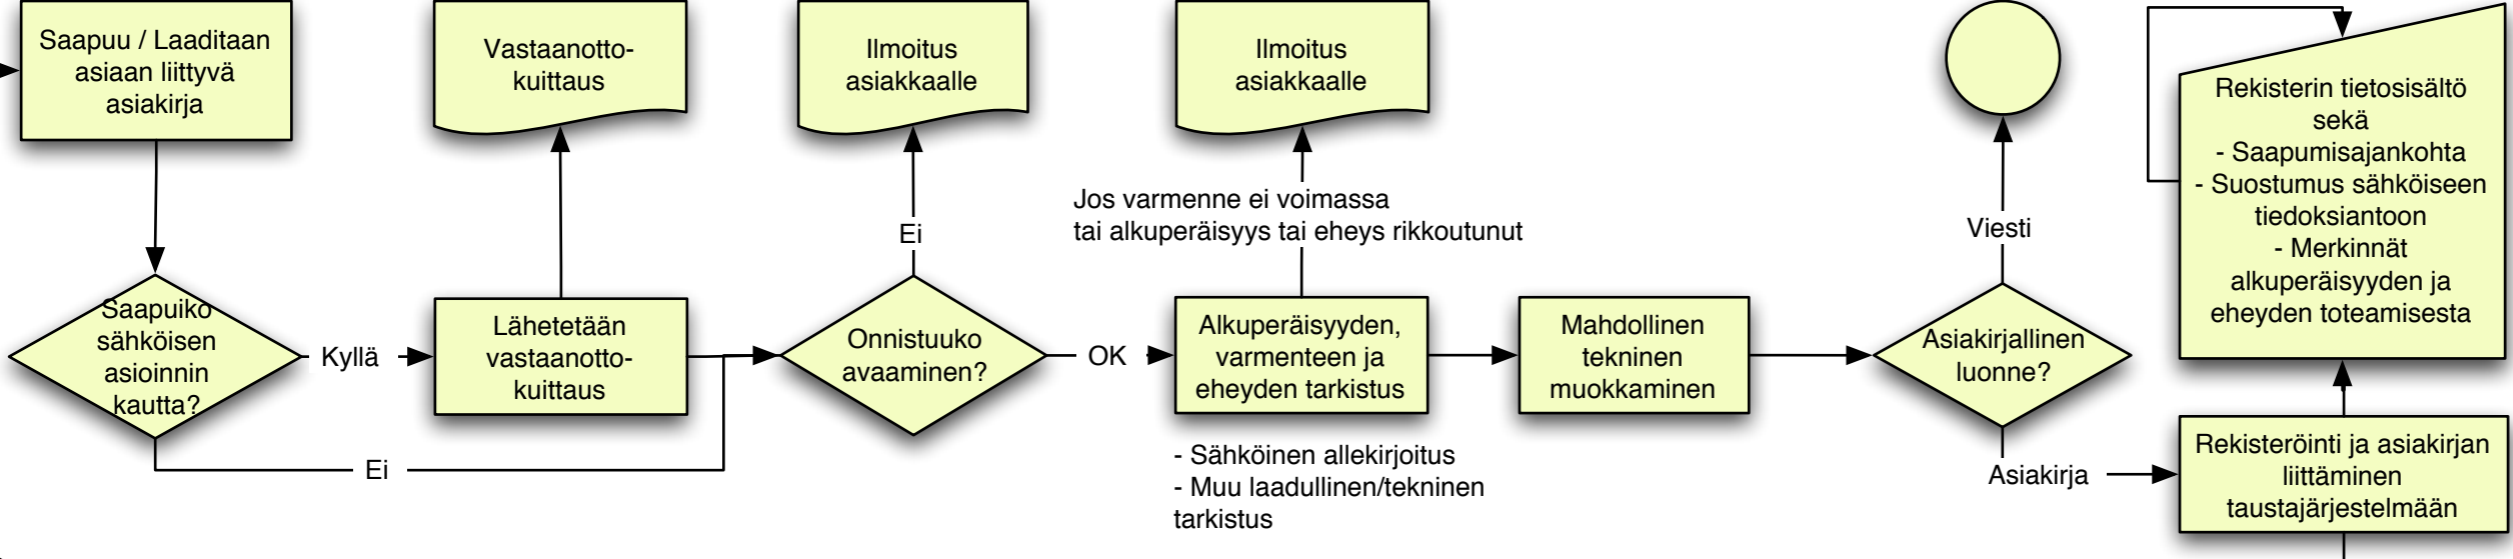 Saapuu / Laaditaan
asiaan liittyvä
asiakirja
Saapuiko
sähköisen
asioinnin
kautta?
Kyllä
Ei
Vastaanotto-
kuittaus
Lähetetään
vastaanotto-
kuittaus
Ilmoitus
asiakkaalle
Ei
Onnistuuko
avaaminen?
OK
Ilmoitus
asiakkaalle
Jos varmenne ei voimassa
tai alkuperäisyys tai eheys rikkoutunut
Alkuperäisyyden,
varmenteen ja
eheyden tarkistus
- Sähköinen allekirjoitus
- Muu laadullinen/tekninen
tarkistus
Mahdollinen
tekninen
muokkaminen
Viesti
Asiakirjallinen
luonne?
Asiakirja
Rekisterin tietosisältö
sekä
- Saapumisajankohta
- Suostumus sähköiseen
tiedoksiantoon
- Merkinnät
alkuperäisyyden ja
eheyden toteamisesta
Rekisteröinti ja asiakirjan
liittäminen
taustajärjestelmään